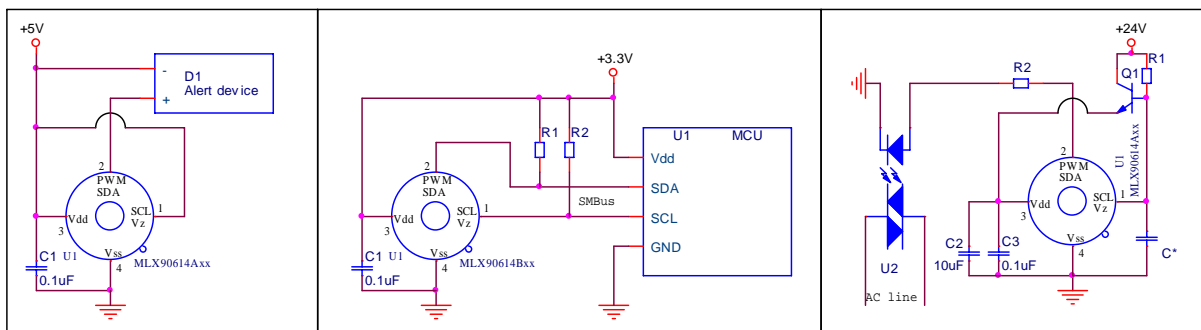 +5V
-
D1
Alert device
+
2
PWM
SDA
SCL
Vz
1
Vdd
3
Vss
4
C1
U1
MLX90614Axx
0.1uF
+3.3V
R1
R2
U1
MCU
Vdd
SDA
SCL
GND
SMBus
2
PWM
SDA
SCL
Vz
1
Vdd
3
Vss
4
C1
U1
MLX90614Bxx
0.1uF
+24V
R1
Q1
R2
U1
MLX90614Axx
2
PWM
SDA
SCL
Vz
1
Vdd
3
Vss
4
C2
10uF
C3
0.1uF
C*
U2
AC line